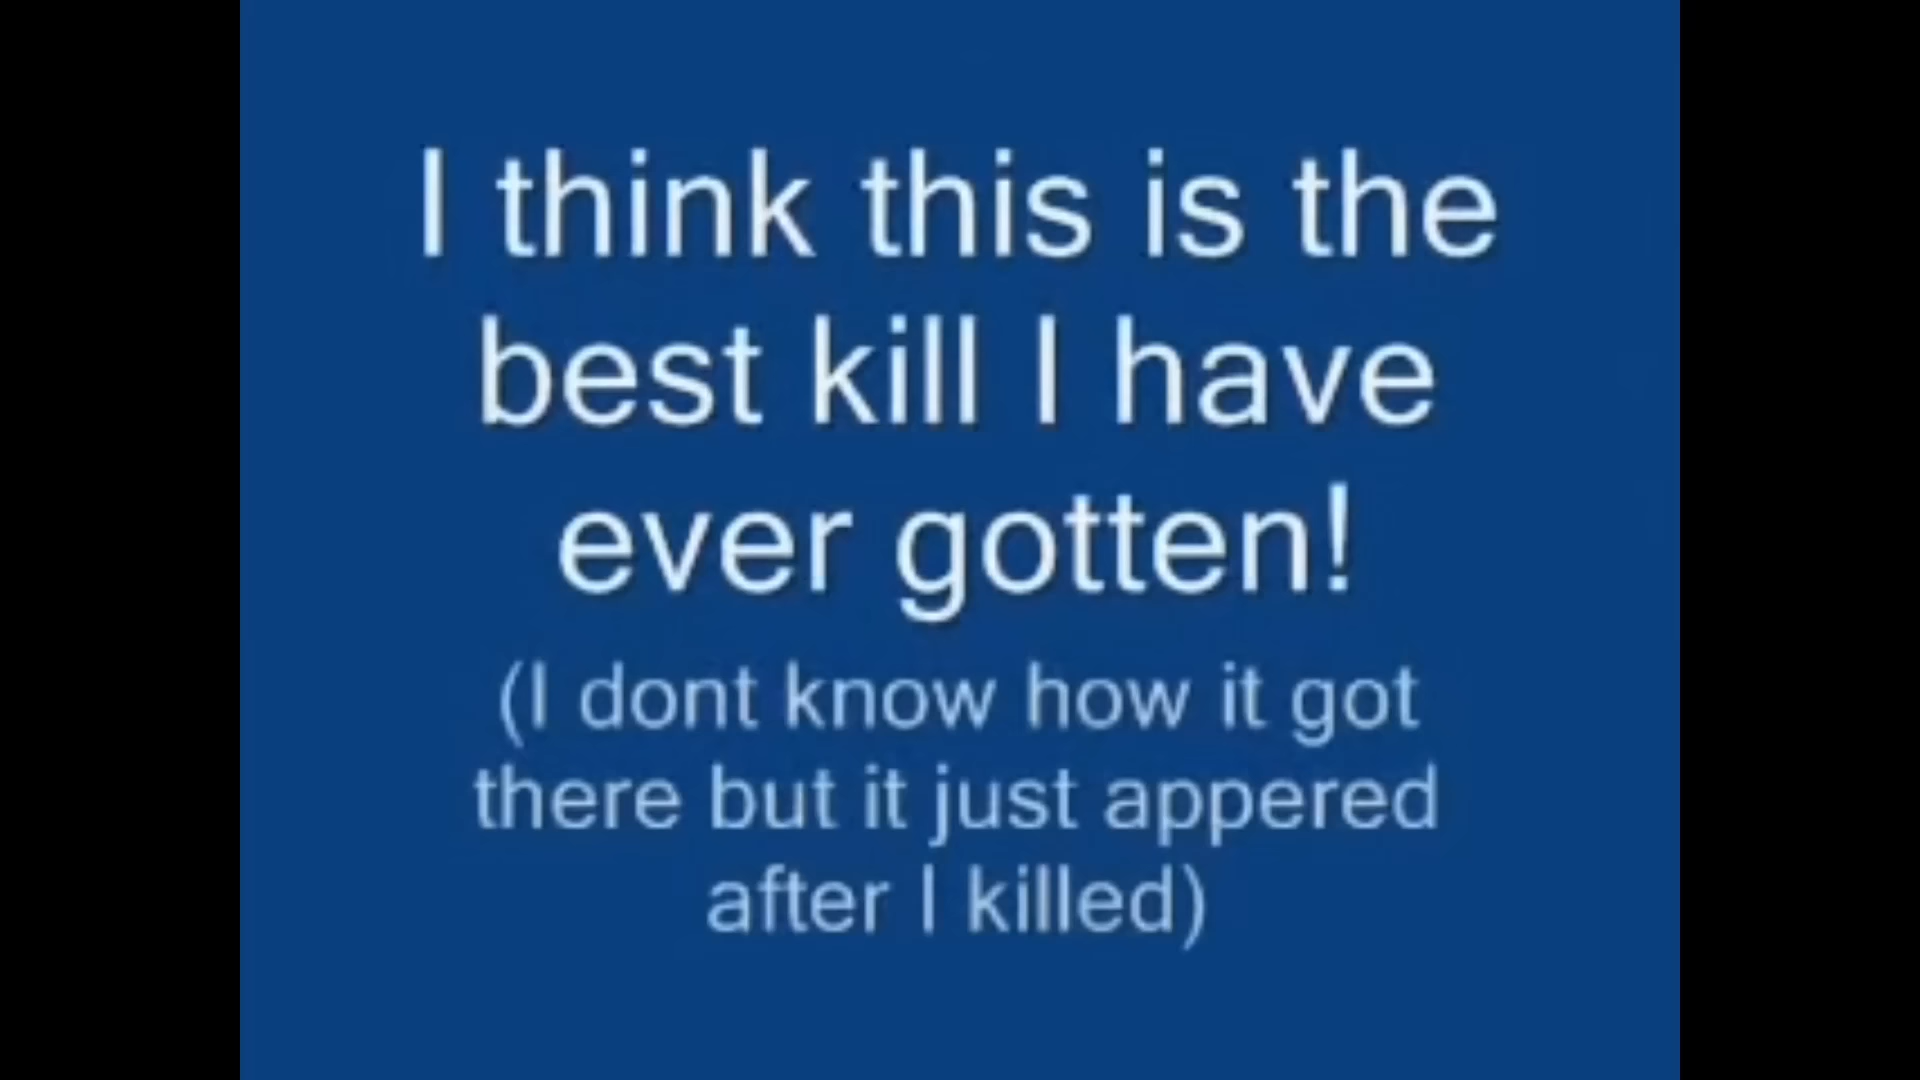 I think this is the
best kill I have
ever gotten!
(I dont know how it got
there but it just appered
after I killed)